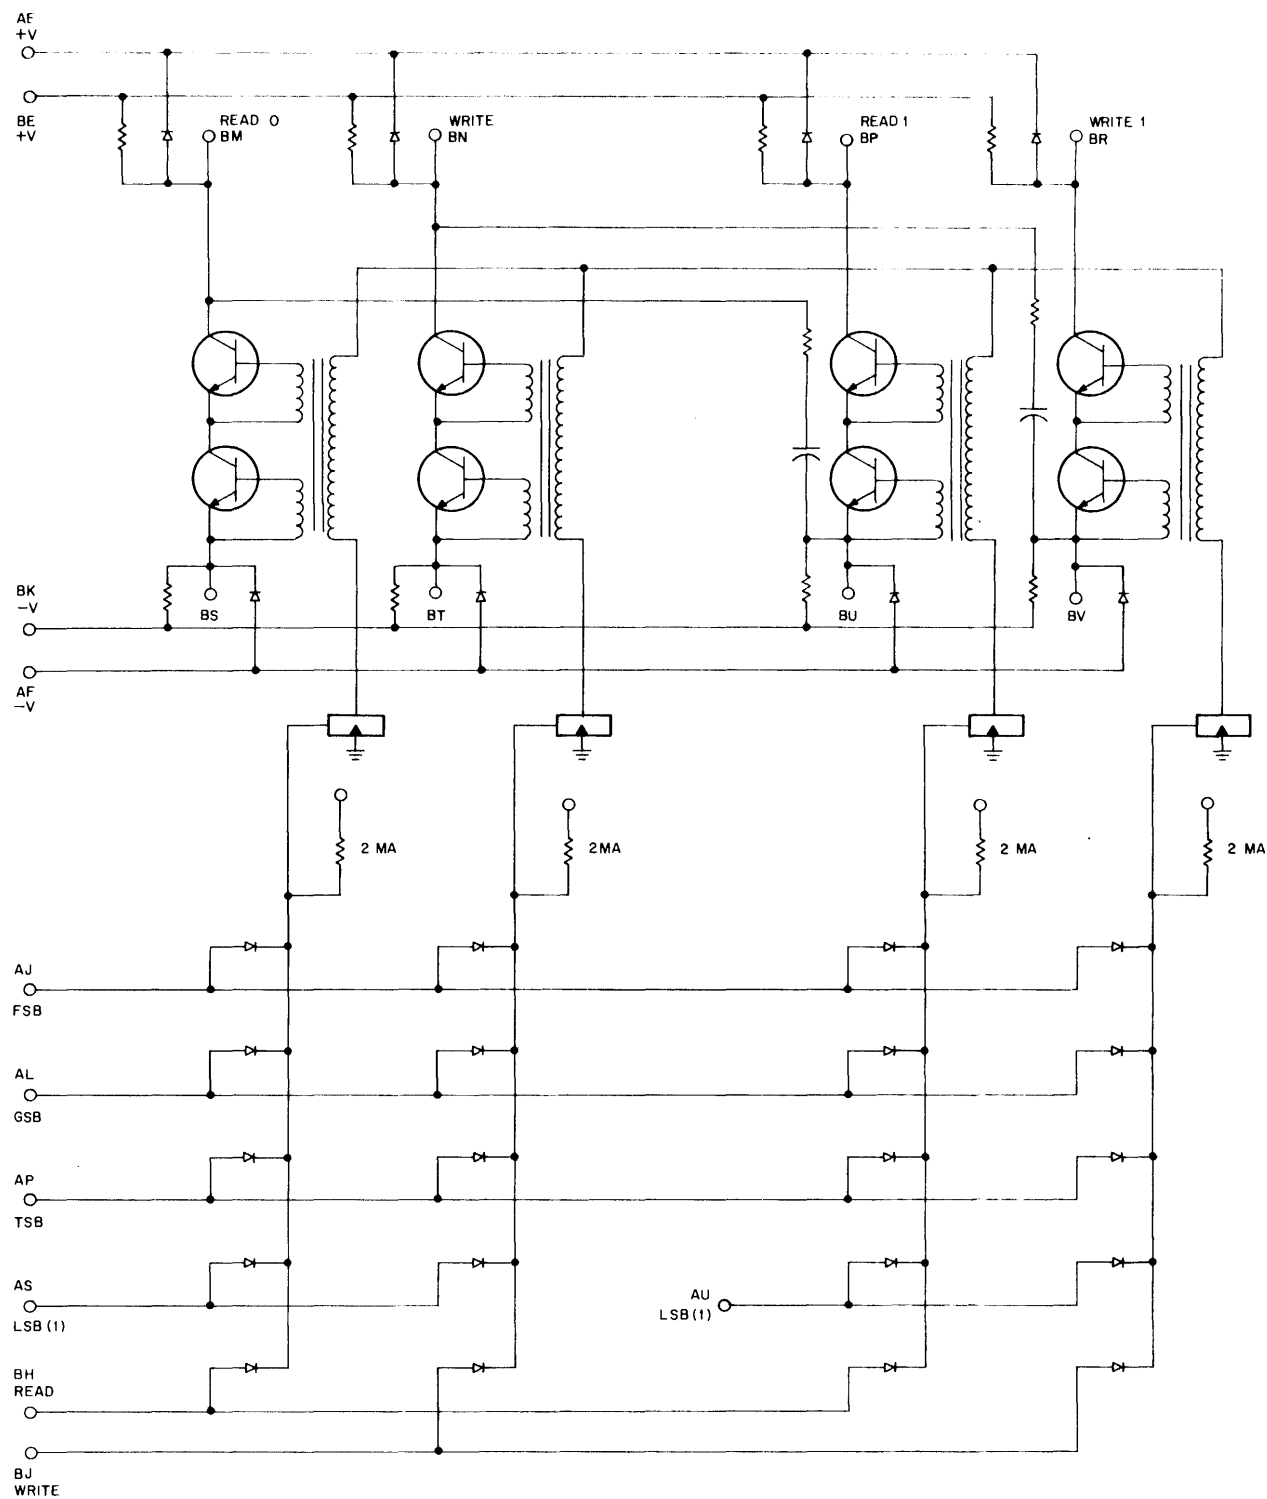 AE
+V
BE
+V
READ 0
BM
WRITE
BN
READ 1
BP
WRITE 1
BR
BK
-V
BS
BT
BU
BV
AF
-V
2 MA
2MA
2 MA
2 MA
AJ
FSB
AL
GSB
AP
TSB
AS
LSB (1)
AU
LSB (1)
BH
READ
BJ
WRITE